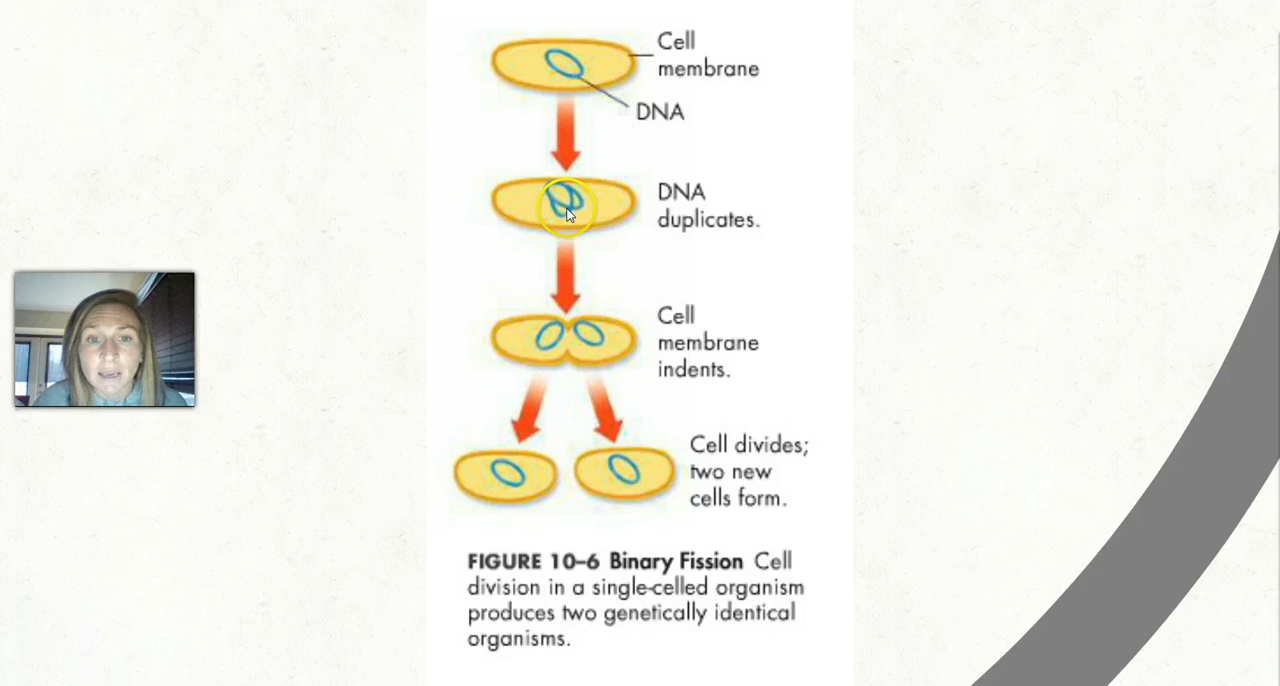 Cell
membrane
DNA
DNA
duplicates.
Cell
membrane
indents.
Cell divides;
two new
cells form.
FIGURE 10–6 Binary Fission Cell
division in a single-celled organism
produces two genetically identical
organisms.